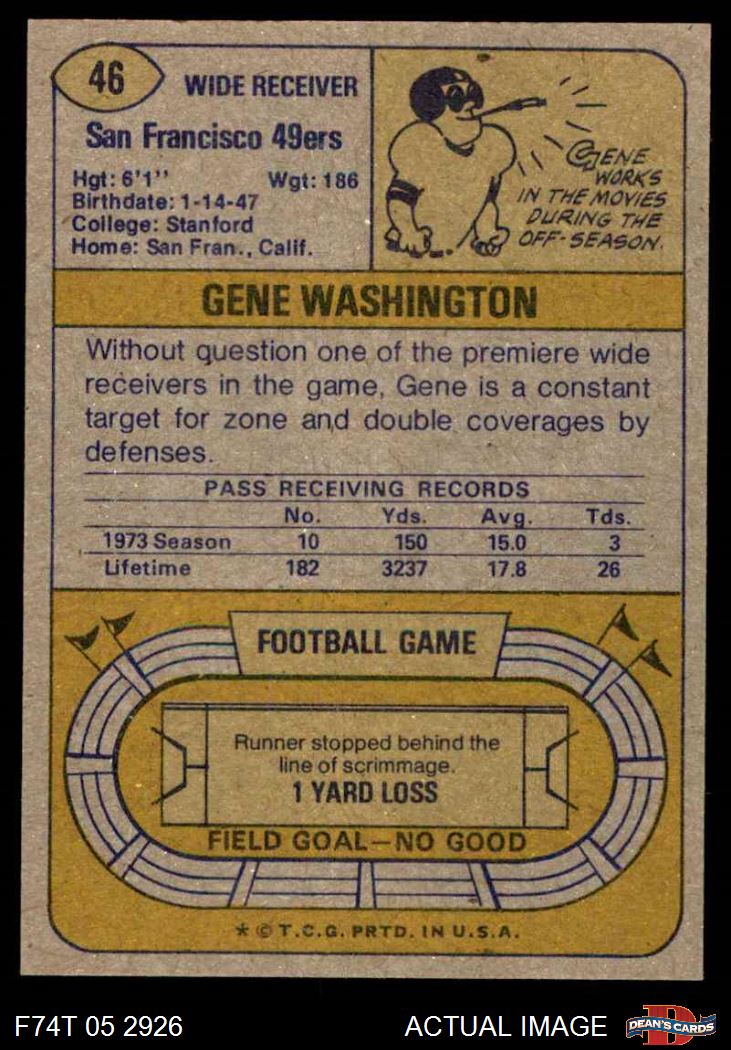 46
WIDE RECEIVER
San Francisco 49ers
Hgt: 6'1'' Wgt: 186
Birthdate: 1-14-47
College: Stanford
Home: San Fran., Calif.
GENE
WORKS
IN THE MOVIES
DURING THE
OFF-SEASON.
GENE WASHINGTON
Without question one of the premiere wide
receivers in the game, Gene is a constant
target for zone and double coverages by
defenses.
PASS RECEIVING RECORDS
No. Yds. Avg. Tds.
1973 Season 10 150 15.0 3
Lifetime 182 3237 17.8 26
FOOTBALL GAME
Runner stopped behind the
line of scrimmage.
1 YARD LOSS
FIELD GOAL—NO GOOD
* © T.C.G. PRTD. IN U.S.A.
F74T 05 2926 ACTUAL IMAGE
D
DEAN'S CARDS